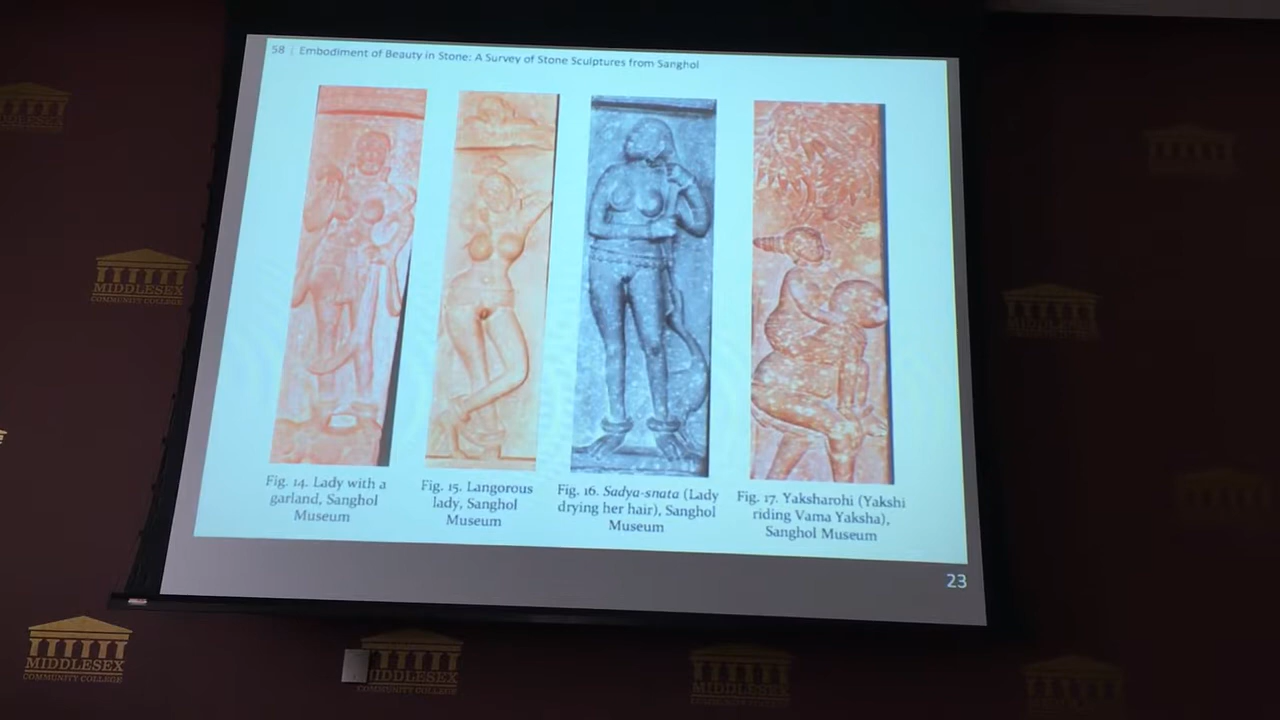 58 | Embodiment of Beauty in Stone: A Survey of Stone Sculptures from Sanghol
Fig. 14. Lady with a
garland, Sanghol
Museum
Fig. 15. Langorous
lady, Sanghol
Museum
Fig. 16. Sadya-snata (Lady
drying her hair), Sanghol
Museum
Fig. 17. Yaksharohi (Yakshi
riding Vama Yaksha),
Sanghol Museum
23
MIDDLESEX
COMMUNITY COLLEGE
MIDDLESEX
COMMUNITY COLLEGE
MIDDLESEX
COMMUNITY COLLEGE
MIDDLESEX
COMMUNITY COLLEGE